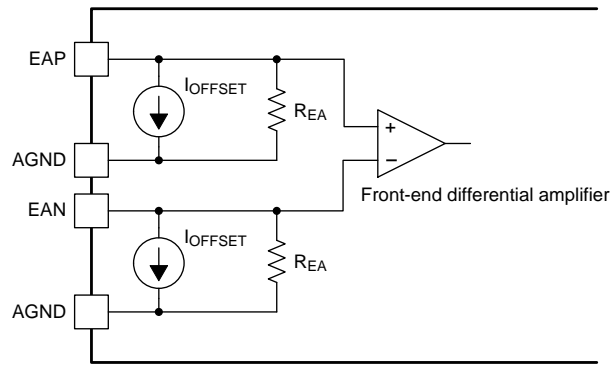 EAP
IOFFSET
REA
+
AGND
−
EAN
Front-end differential amplifier
IOFFSET
REA
AGND